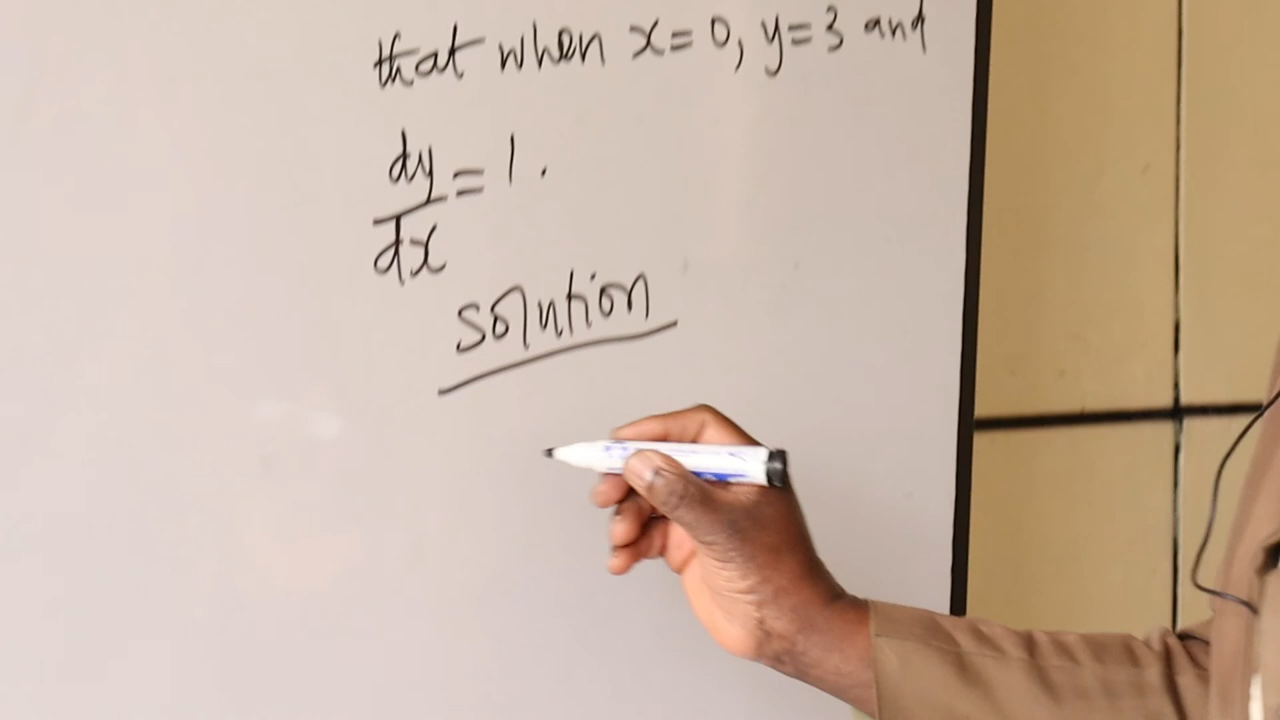 that when x=0, y=3 and
dy/dx = 1.
solution